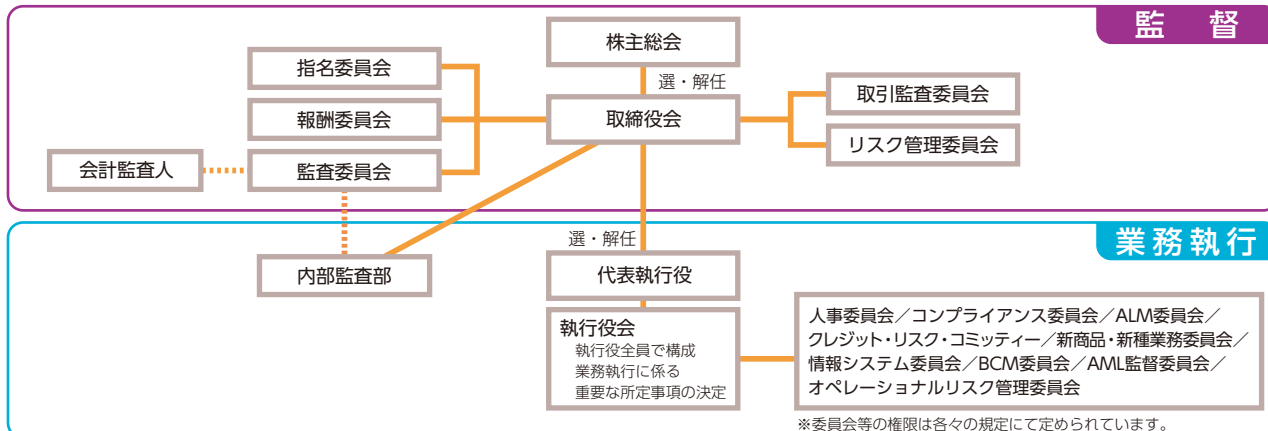 監 督
株主総会
選・解任
指名委員会
報酬委員会
監査委員会
会計監査人
取締役会
取引監査委員会
リスク管理委員会
業務執行
選・解任
内部監査部
代表執行役
執行役会
執行役全員で構成
業務執行に係る
重要な所定事項の決定
人事委員会／コンプライアンス委員会／ALM委員会／
クレジット・リスク・コミッティー／新商品・新種業務委員会／
情報システム委員会／BCM委員会／AML監督委員会／
オペレーショナルリスク管理委員会
※委員会等の権限は各々の規定にて定められています。